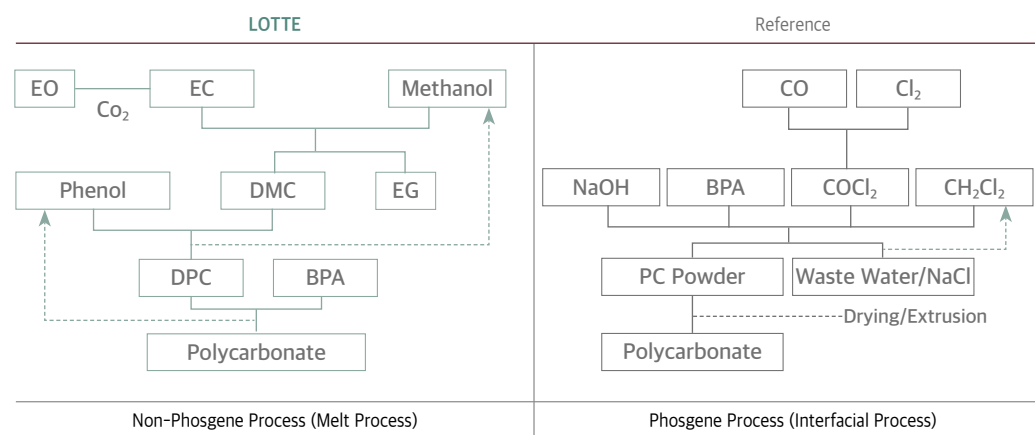 LOTTE
Reference
EO
EC
Methanol
Co₂
Phenol
DMC
EG
DPC
BPA
Polycarbonate
Non-Phosgene Process (Melt Process)
CO
Cl₂
NaOH
BPA
COCl₂
CH₂Cl₂
PC Powder
Waste Water/NaCl
Drying/Extrusion
Polycarbonate
Phosgene Process (Interfacial Process)